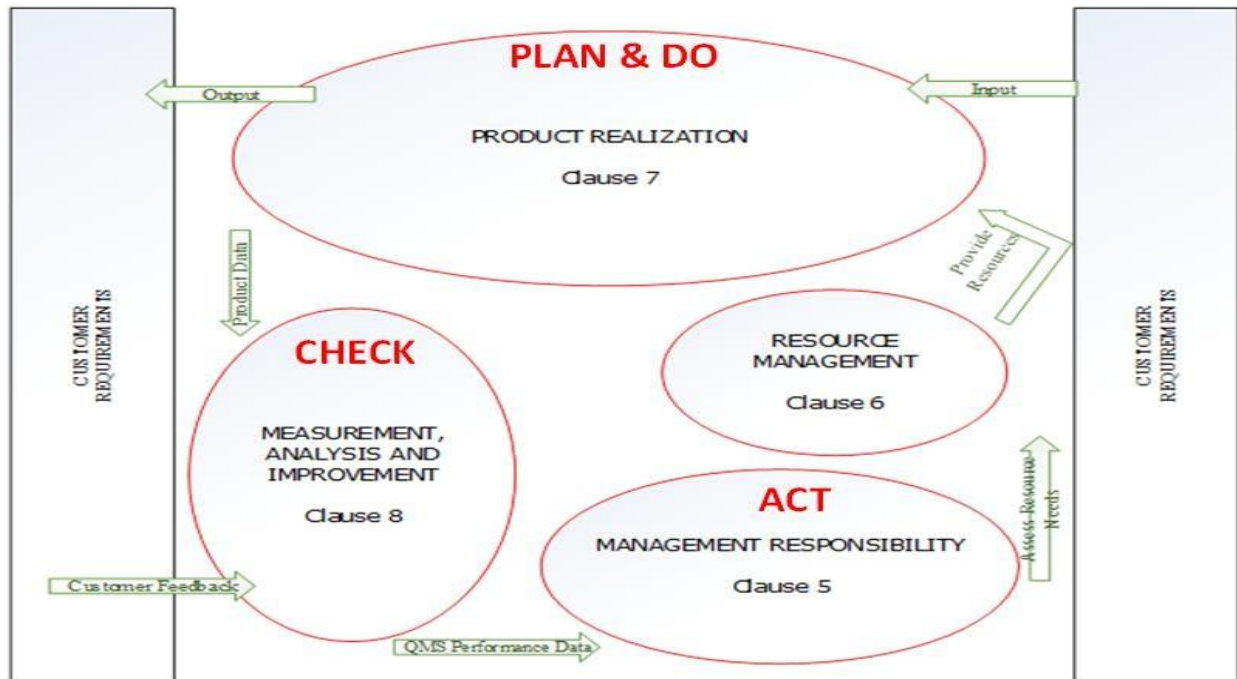 PLAN & DO
Output
Input
PRODUCT REALIZATION
Clause 7
Product Data
Provide
Resources
CUSTOMER
REQUIREMENTS
CHECK
RESOURCE
MANAGEMENT
Clause 6
CUSTOMER
REQUIREMENTS
MEASUREMENT,
ANALYSIS AND
IMPROVEMENT
Clause 8
ACT
MANAGEMENT RESPONSIBILITY
Clause 5
Assess Resource
Needs
Customer Feedback
QMS Performance Data